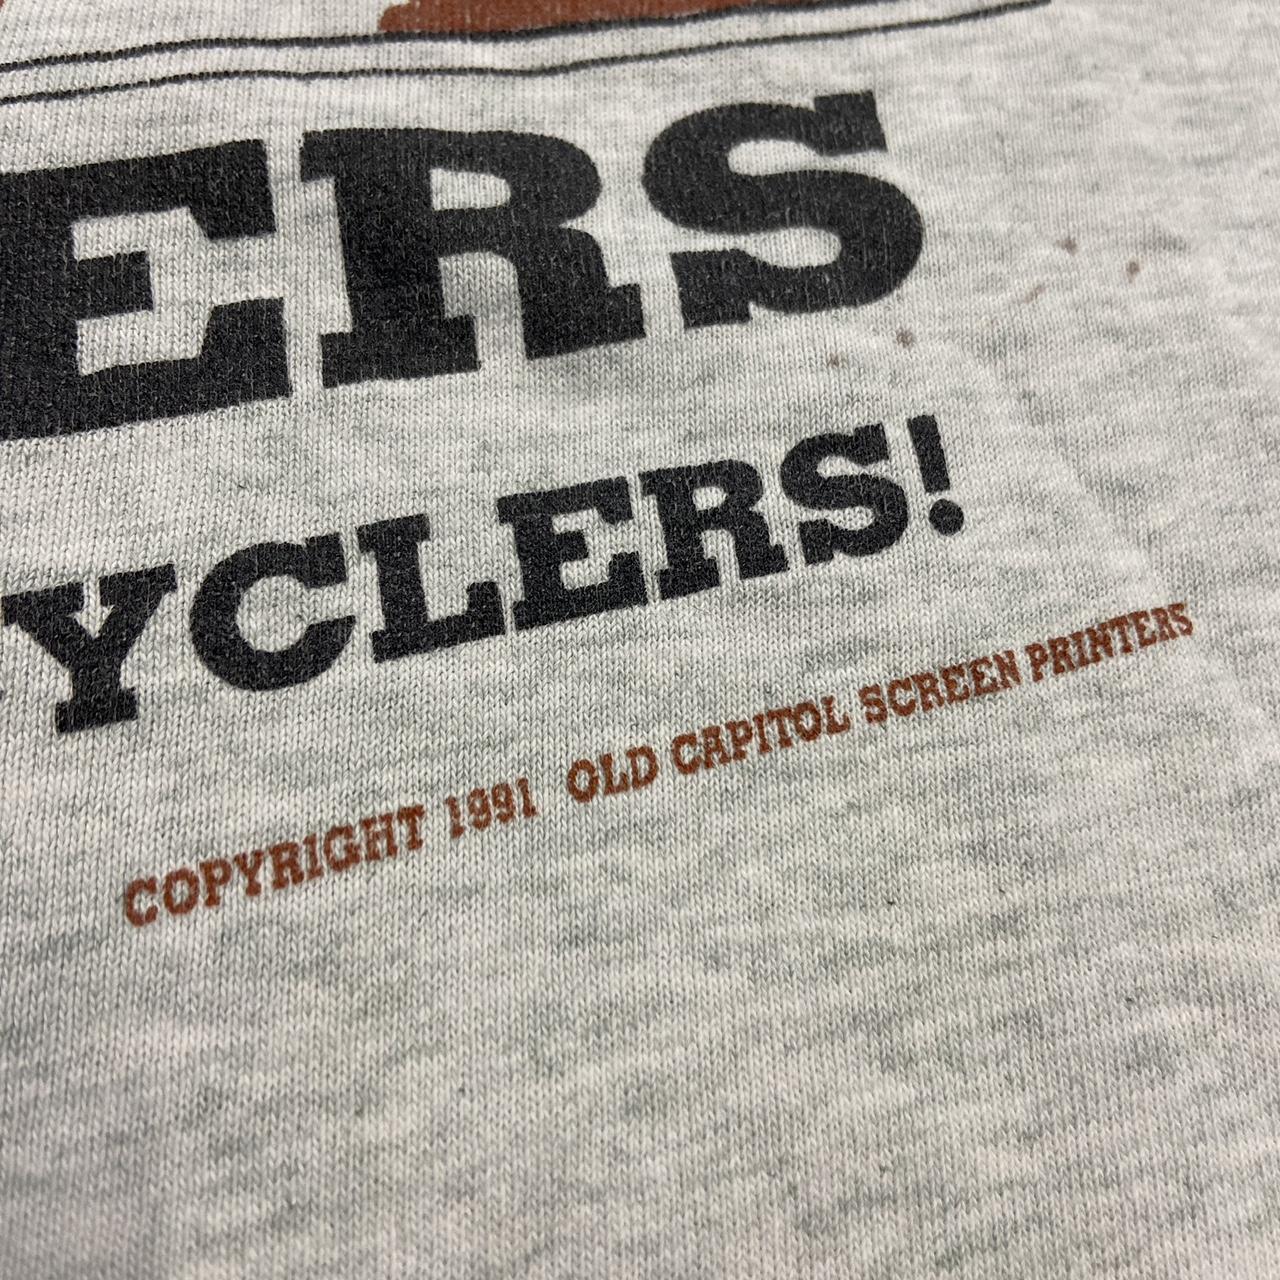 ERS
YCLERS!
COPYRIGHT 1991 OLD CAPITOL SCREEN PRINTERS